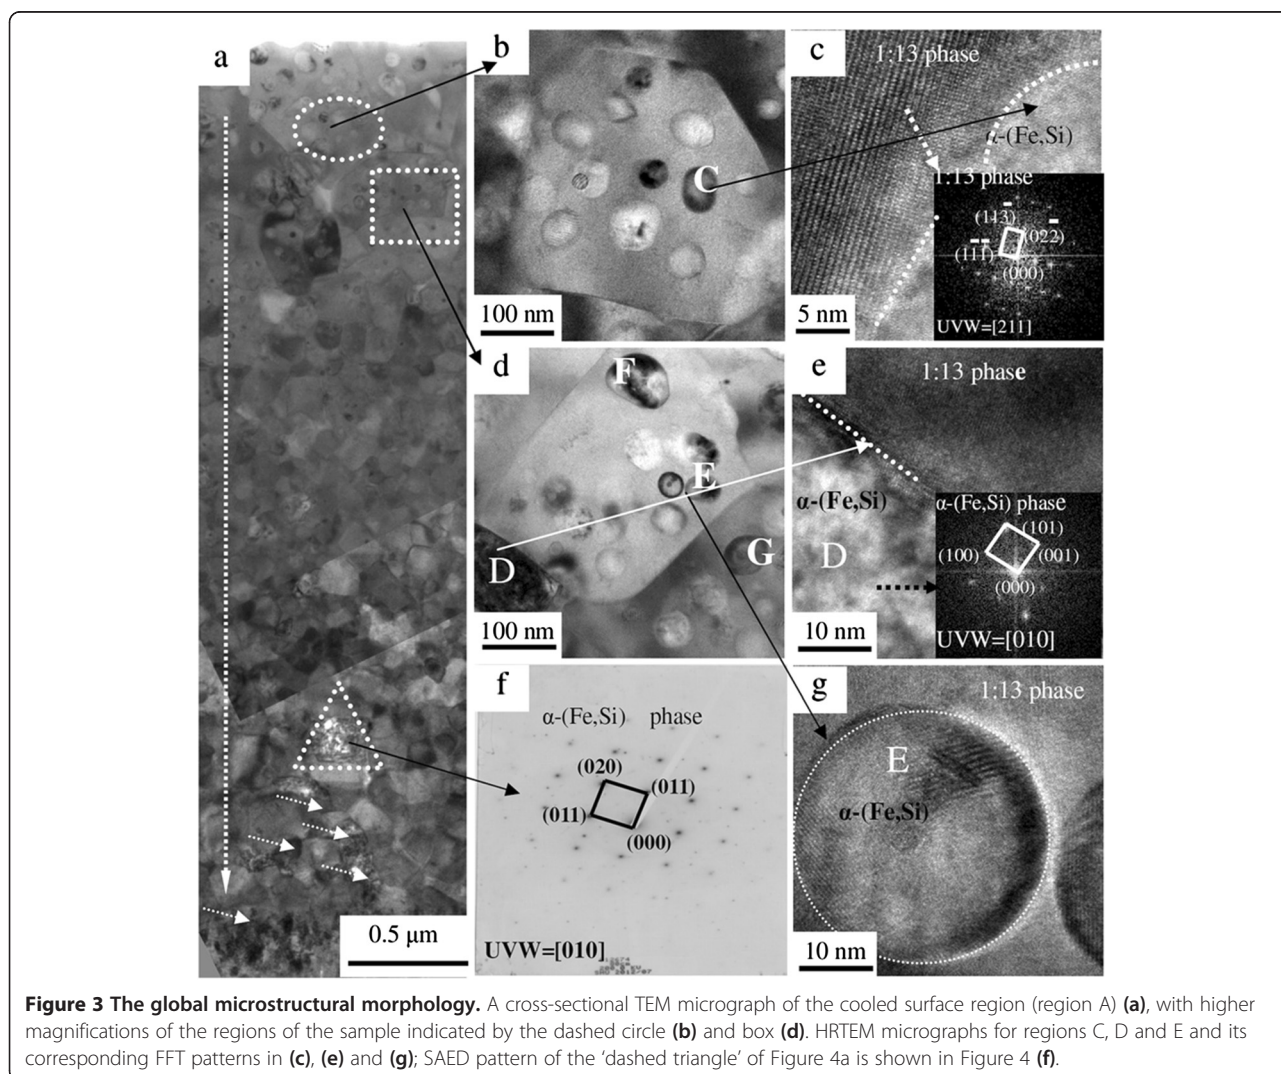 a
b
c
1:13 phase
α-(Fe,Si)
C
1:13 phase
(1̄13)
(022̄)
(1̄1̄1)
(000)
UVW=[211]
100 nm
5 nm
d
F
E
D
G
100 nm
e
1:13 phase
α-(Fe,Si)
D
α-(Fe,Si) phase
(101)
(100)
(001)
(000)
UVW=[010]
10 nm
f
α-(Fe,Si) phase
(020)
(011)
(011)
(000)
UVW=[010]
g
1:13 phase
E
α-(Fe,Si)
10 nm
0.5 µm
Figure 3 The global microstructural morphology. A cross-sectional TEM micrograph of the cooled surface region (region A) (a), with higher
magnifications of the regions of the sample indicated by the dashed circle (b) and box (d). HRTEM micrographs for regions C, D and E and its
corresponding FFT patterns in (c), (e) and (g); SAED pattern of the ‘dashed triangle’ of Figure 4a is shown in Figure 4 (f).